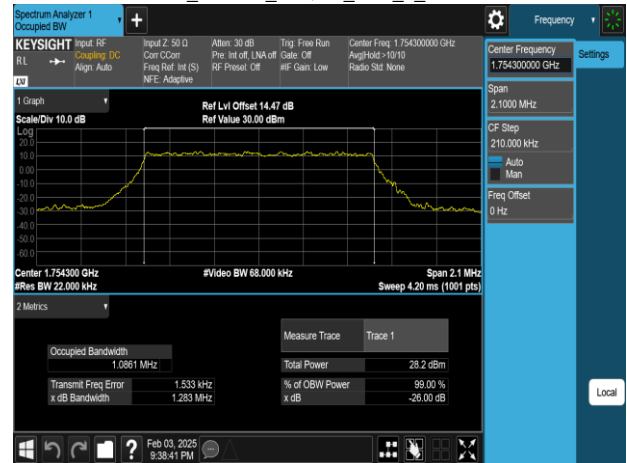 Spectrum Analyzer 1
Occupied BW
Frequency
KEYSIGHT
RL
LXI
Input: RF
Coupling: DC
Align: Auto
Input Z: 50 Ω
Corr CCorr
Freq Ref: Int (S)
NFE: Adaptive
Atten: 30 dB
Pre: Int off, LNA off
RF Presel: Off
Trig: Free Run
Gate: Off
#IF Gain: Low
Center Freq: 1.754300000 GHz
Avg|Hold:>10/10
Radio Std: None
Center Frequency
1.754300000 GHz
Settings
Span
2.1000 MHz
CF Step
210.000 kHz
Auto
Man
Freq Offset
0 Hz
1 Graph
Scale/Div 10.0 dB
Ref Lvl Offset 14.47 dB
Ref Value 30.00 dBm
Log
20.0
10.0
0.00
-10.0
-20.0
-30.0
-40.0
-50.0
-60.0
Center 1.754300 GHz
#Video BW 68.000 kHz
Span 2.1 MHz
#Res BW 22.000 kHz
Sweep 4.20 ms (1001 pts)
2 Metrics
Measure Trace
Trace 1
Occupied Bandwidth
1.0861 MHz
Total Power
28.2 dBm
Transmit Freq Error
1.533 kHz
% of OBW Power
99.00 %
x dB Bandwidth
1.283 MHz
x dB
-26.00 dB
Local
Feb 03, 2025
9:38:41 PM